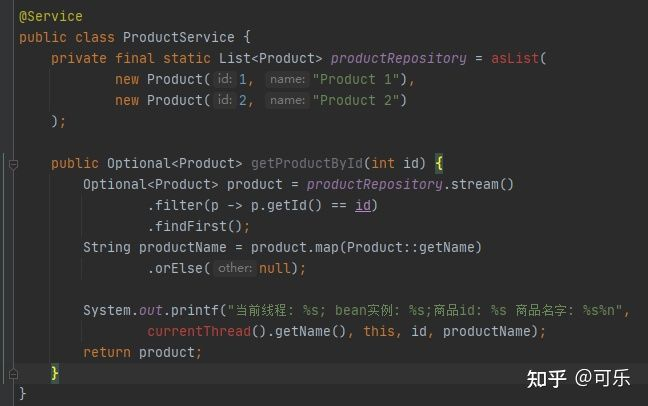 @Service
public class ProductService {
private final static List<Product> productRepository = asList(
new Product( id: 1, name: "Product 1"),
new Product( id: 2, name: "Product 2")
);
public Optional<Product> getProductById(int id) {
Optional<Product> product = productRepository.stream()
.filter(p -> p.getId() == id)
.findFirst();
String productName = product.map(Product::getName)
.orElse( other: null);
System.out.printf("当前线程: %s; bean实例: %s;商品id: %s 商品名字: %s%n",
currentThread().getName(), this, id, productName);
return product;
}
}
知乎 @可乐